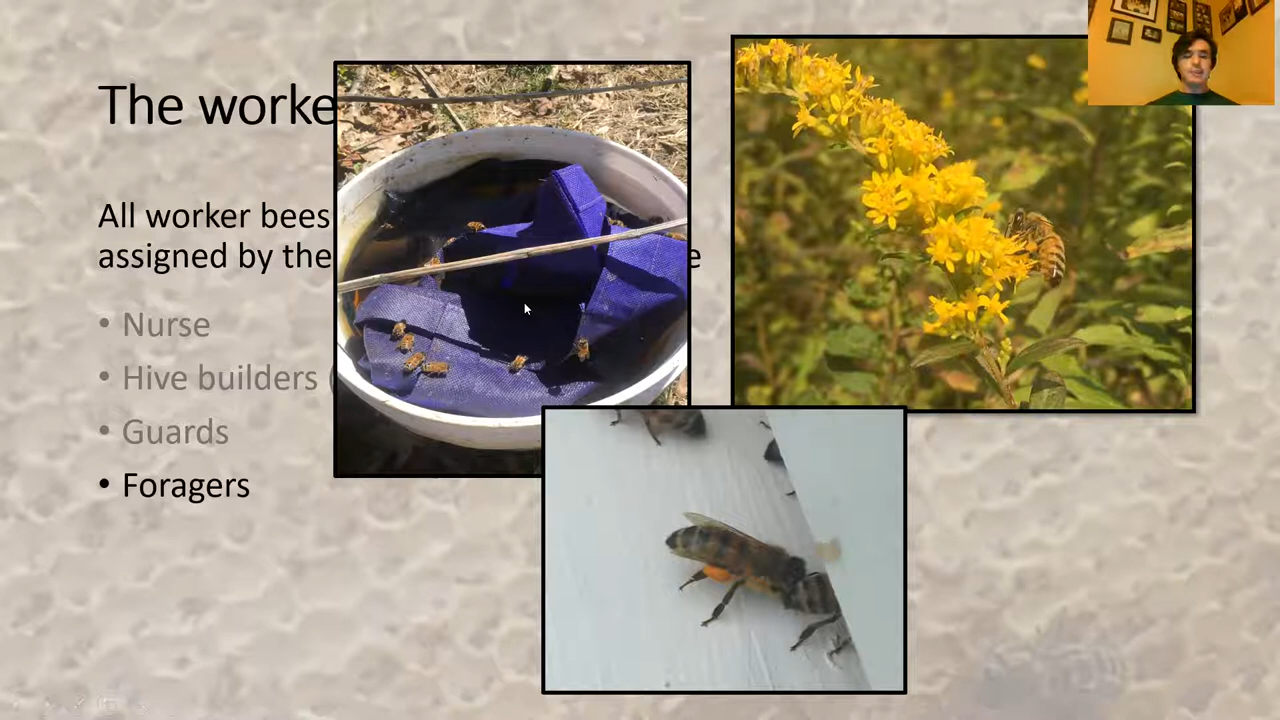 The worke
All worker bees
assigned by the e
• Nurse
• Hive builders (
• Guards
• Foragers